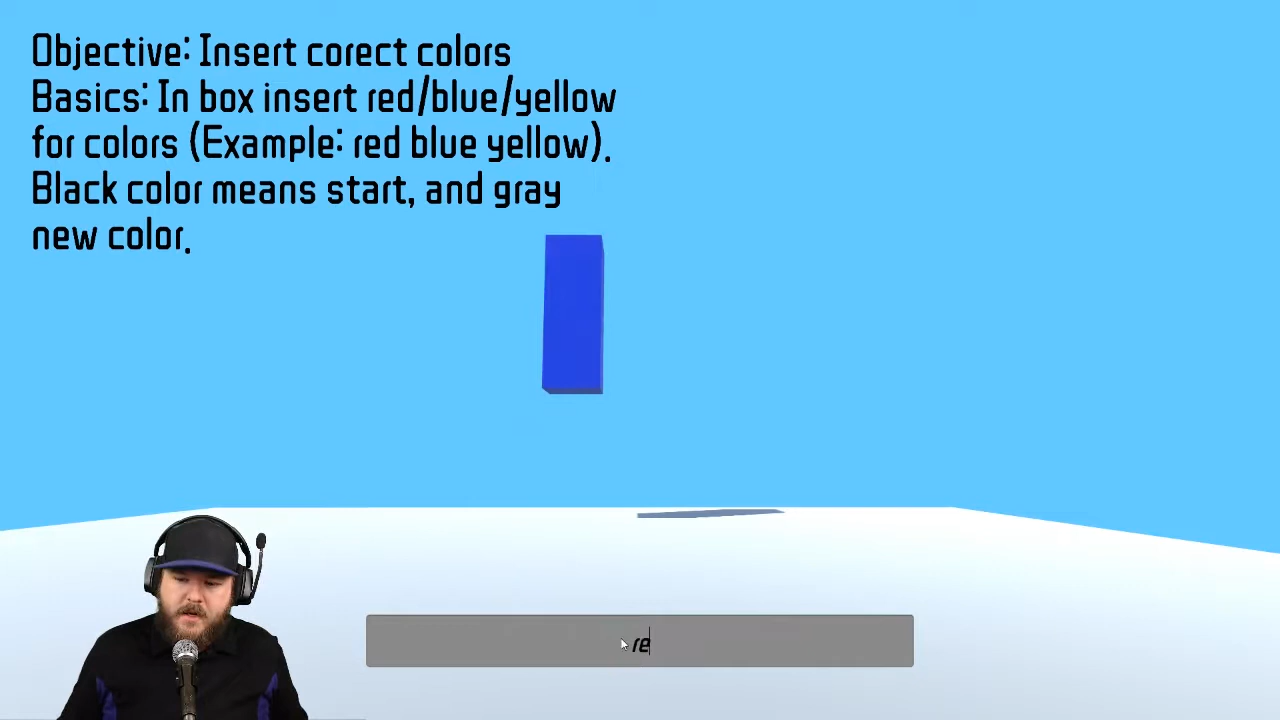 Objective: Insert corect colors
Basics: In box insert red/blue/yellow
for colors (Example: red blue yellow).
Black color means start, and gray
new color.
re